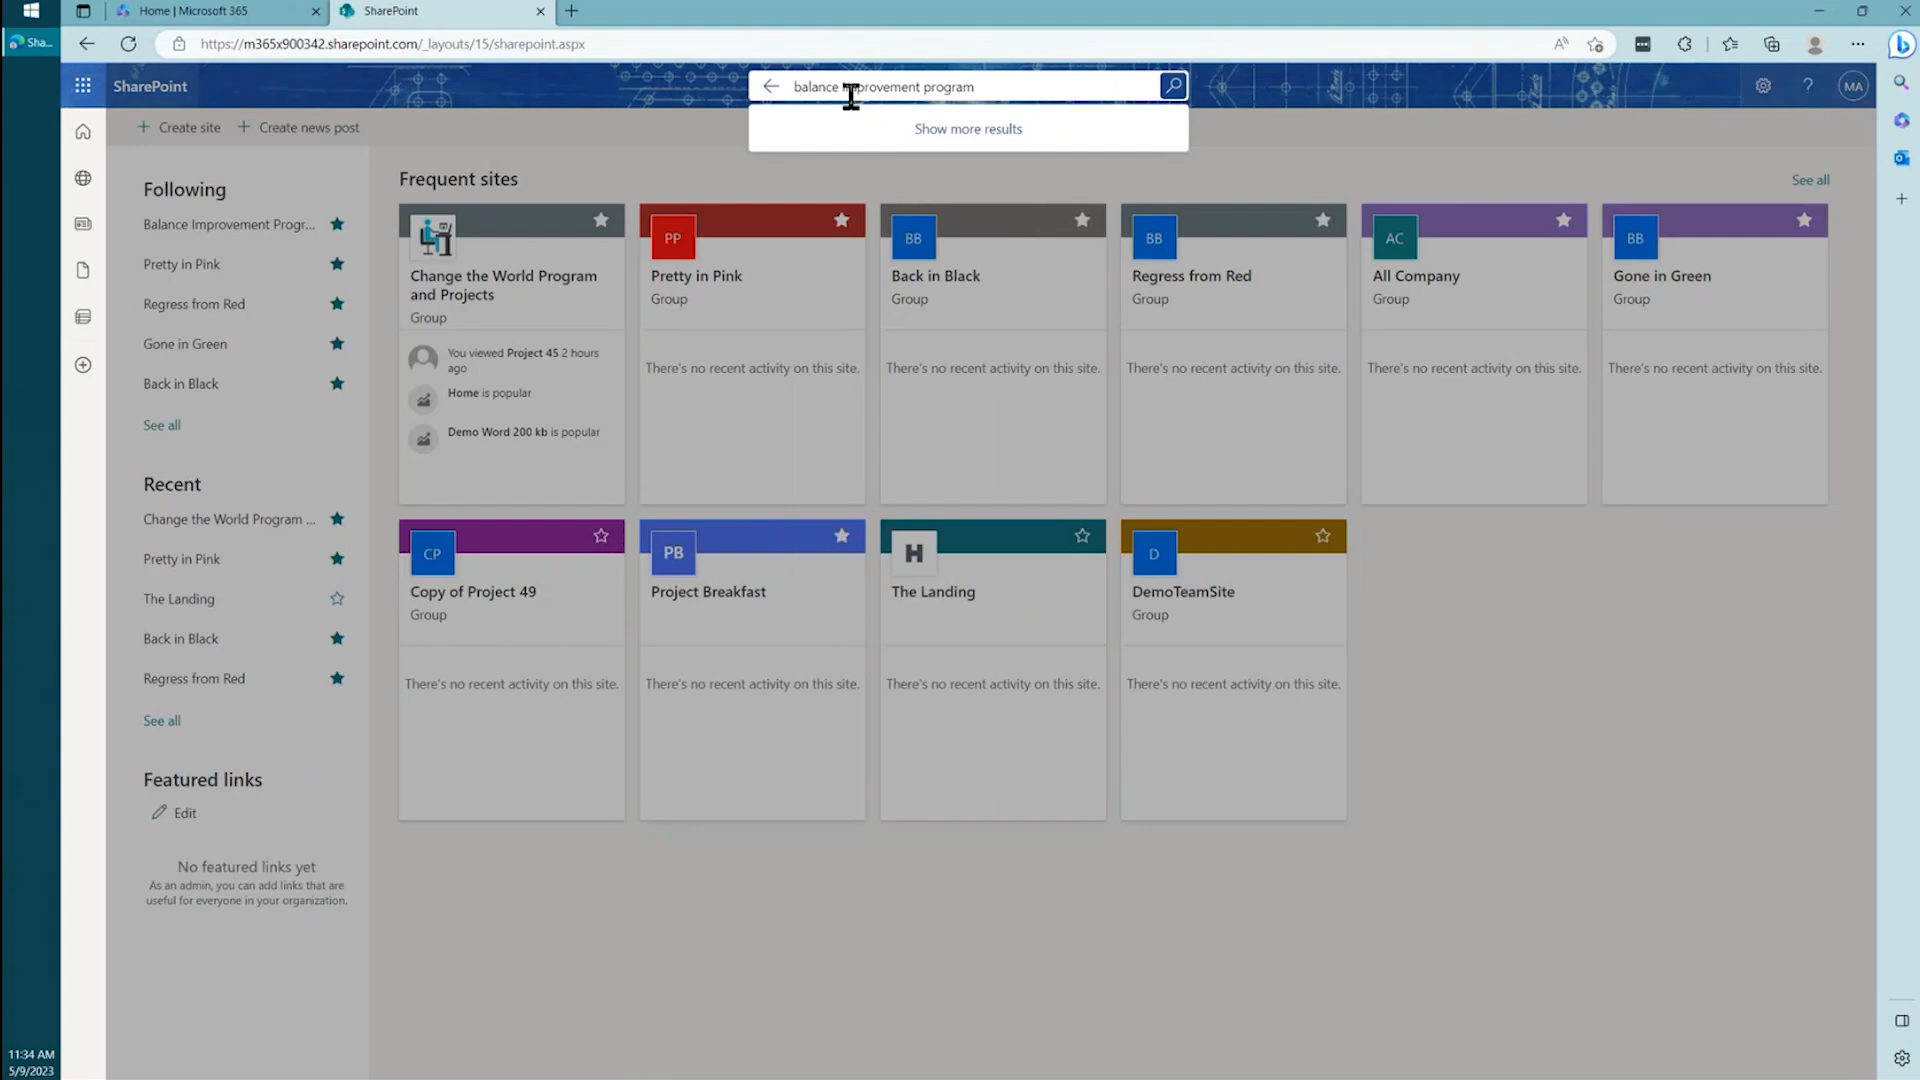 Home | Microsoft 365
SharePoint
Sha...
https://m365x900342.sharepoint.com/_layouts/15/sharepoint.aspx
SharePoint
balance improvement program
MA
Show more results
Create site
Create news post
Following
Balance Improvement Progr...
Pretty in Pink
Regress from Red
Gone in Green
Back in Black
See all
Recent
Change the World Program ...
Pretty in Pink
The Landing
Back in Black
Regress from Red
See all
Featured links
Edit
No featured links yet
As an admin, you can add links that are
useful for everyone in your organization.
Frequent sites
See all
Change the World Program
and Projects
Group
You viewed Project 45 2 hours
ago
Home is popular
Demo Word 200 kb is popular
PP
Pretty in Pink
Group
There's no recent activity on this site.
BB
Back in Black
Group
There's no recent activity on this site.
BB
Regress from Red
Group
There's no recent activity on this site.
AC
All Company
Group
There's no recent activity on this site.
BB
Gone in Green
Group
There's no recent activity on this site.
CP
Copy of Project 49
Group
There's no recent activity on this site.
PB
Project Breakfast
There's no recent activity on this site.
H
The Landing
There's no recent activity on this site.
D
DemoTeamSite
Group
There's no recent activity on this site.
11:34 AM
5/9/2023